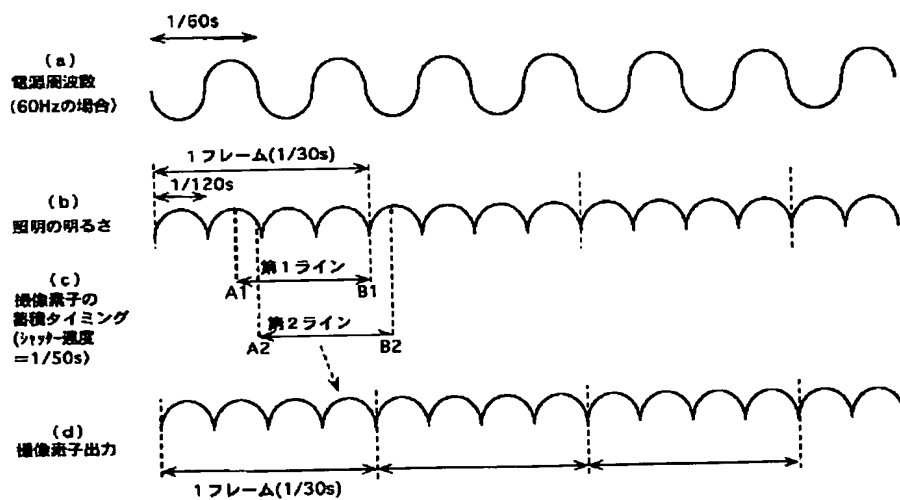 1/60s
(a)
電源周波数
(60Hzの場合)
1フレーム(1/30s)
1/120s
(b)
照明の明るさ
(c)
撮像素子の
蓄積タイミング
(シャッター速度
=1/50s)
第1ライン
A1
B1
第2ライン
A2
B2
(d)
撮像素子出力
1フレーム(1/30s)